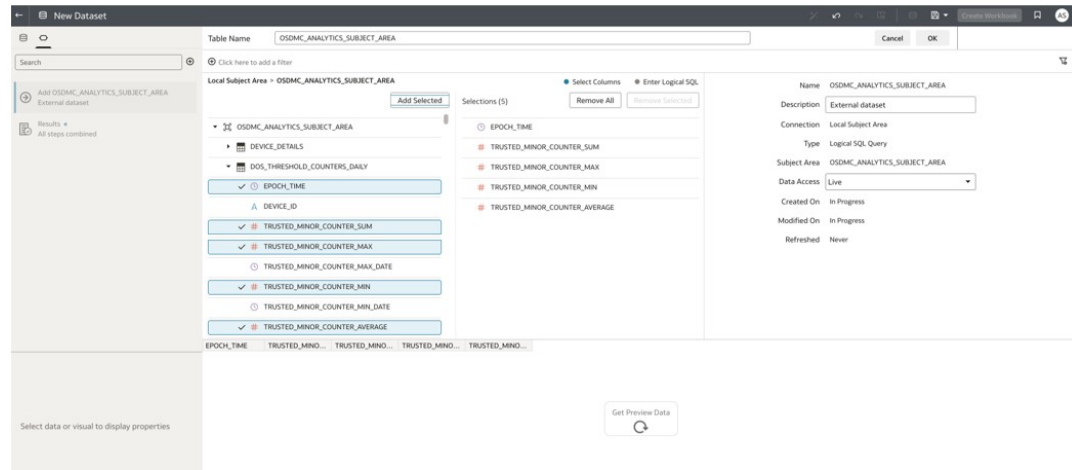 New Dataset
Create Workbook
AS
Table Name
OSDMC_ANALYTICS_SUBJECT_AREA
Cancel
OK
Search
Click here to add a filter
Add OSDMC_ANALYTICS_SUBJECT_AREA
External dataset
Results
All steps combined
Local Subject Area > OSDMC_ANALYTICS_SUBJECT_AREA
Select Columns
Enter Logical SQL
Add Selected
Selections (5)
Remove All
Remove Selected
OSDMC_ANALYTICS_SUBJECT_AREA
DEVICE_DETAILS
DOS_THRESHOLD_COUNTERS_DAILY
EPOCH_TIME
A DEVICE_ID
# TRUSTED_MINOR_COUNTER_SUM
# TRUSTED_MINOR_COUNTER_MAX
TRUSTED_MINOR_COUNTER_MAX_DATE
# TRUSTED_MINOR_COUNTER_MIN
TRUSTED_MINOR_COUNTER_MIN_DATE
# TRUSTED_MINOR_COUNTER_AVERAGE
EPOCH_TIME
# TRUSTED_MINOR_COUNTER_SUM
# TRUSTED_MINOR_COUNTER_MAX
# TRUSTED_MINOR_COUNTER_MIN
# TRUSTED_MINOR_COUNTER_AVERAGE
Name OSDMC_ANALYTICS_SUBJECT_AREA
Description External dataset
Connection Local Subject Area
Type Logical SQL Query
Subject Area OSDMC_ANALYTICS_SUBJECT_AREA
Data Access Live
Created On In Progress
Modified On In Progress
Refreshed Never
EPOCH_TIME TRUSTED_MINO... TRUSTED_MINO... TRUSTED_MINO... TRUSTED_MINO...
Get Preview Data
Select data or visual to display properties